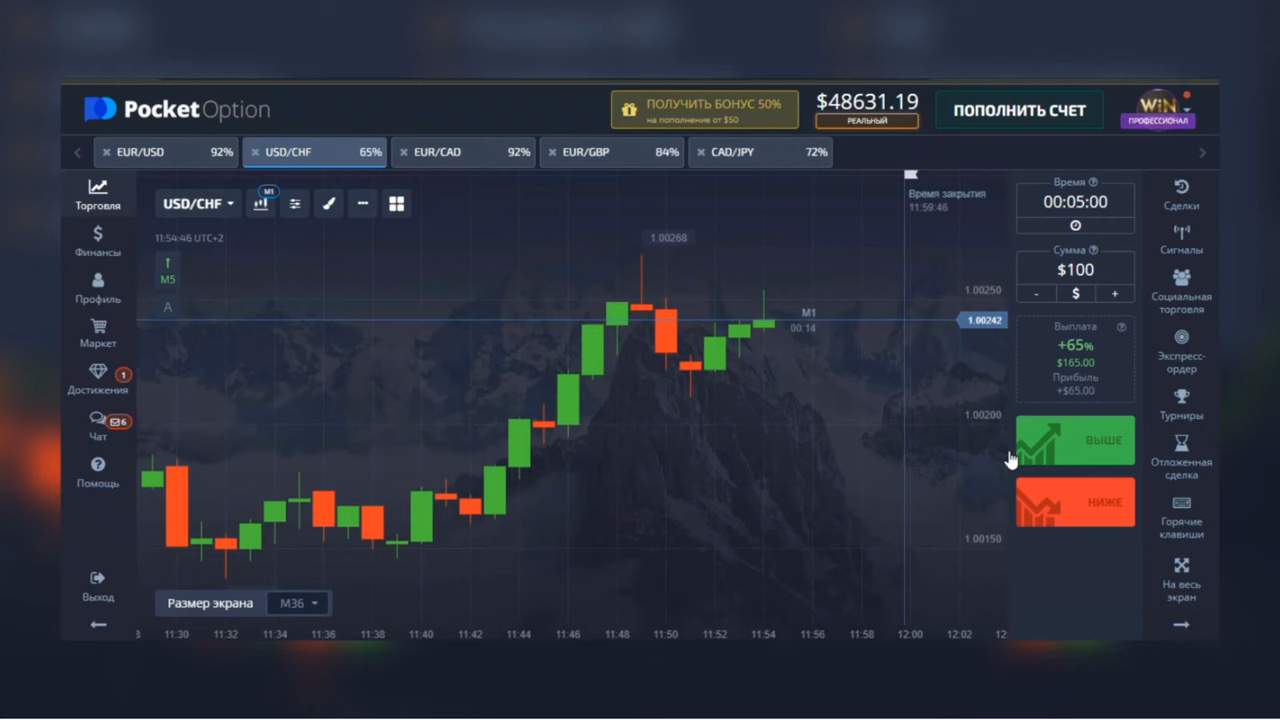 PocketOption
ПОЛУЧИТЬ БОНУС 50%
на пополнение от $50
$48631.19
РЕАЛЬНЫЙ
ПОПОЛНИТЬ СЧЕТ
WiN
ПРОФЕССИОНАЛ
EUR/USD 92%
USD/CHF 65%
EUR/CAD 92%
EUR/GBP 84%
CAD/JPY 72%
Торговля
Финансы
Профиль
Маркет
1
Достижения
6
Чат
Помощь
Выход
USD/CHF
M1
11:54:46 UTC+2
M5
A
1.00268
Время закрытия
11:59:46
1.00250
M1
00:14
1.00242
1.00200
1.00150
Размер экрана M36
8 11:30 11:32 11:34 11:36 11:38 11:40 11:42 11:44 11:46 11:48 11:50 11:52 11:54 11:56 11:58 12:00 12:02 12:
Время
00:05:00
Сумма
$100
- $ +
Выплата
+65%
$165.00
Прибыль
+$65.00
ВЫШЕ
НИЖЕ
Сделки
Сигналы
Социальная
торговля
Экспресс-
ордер
Турниры
Отложенная
сделка
Горячие
клавиши
На весь
экран